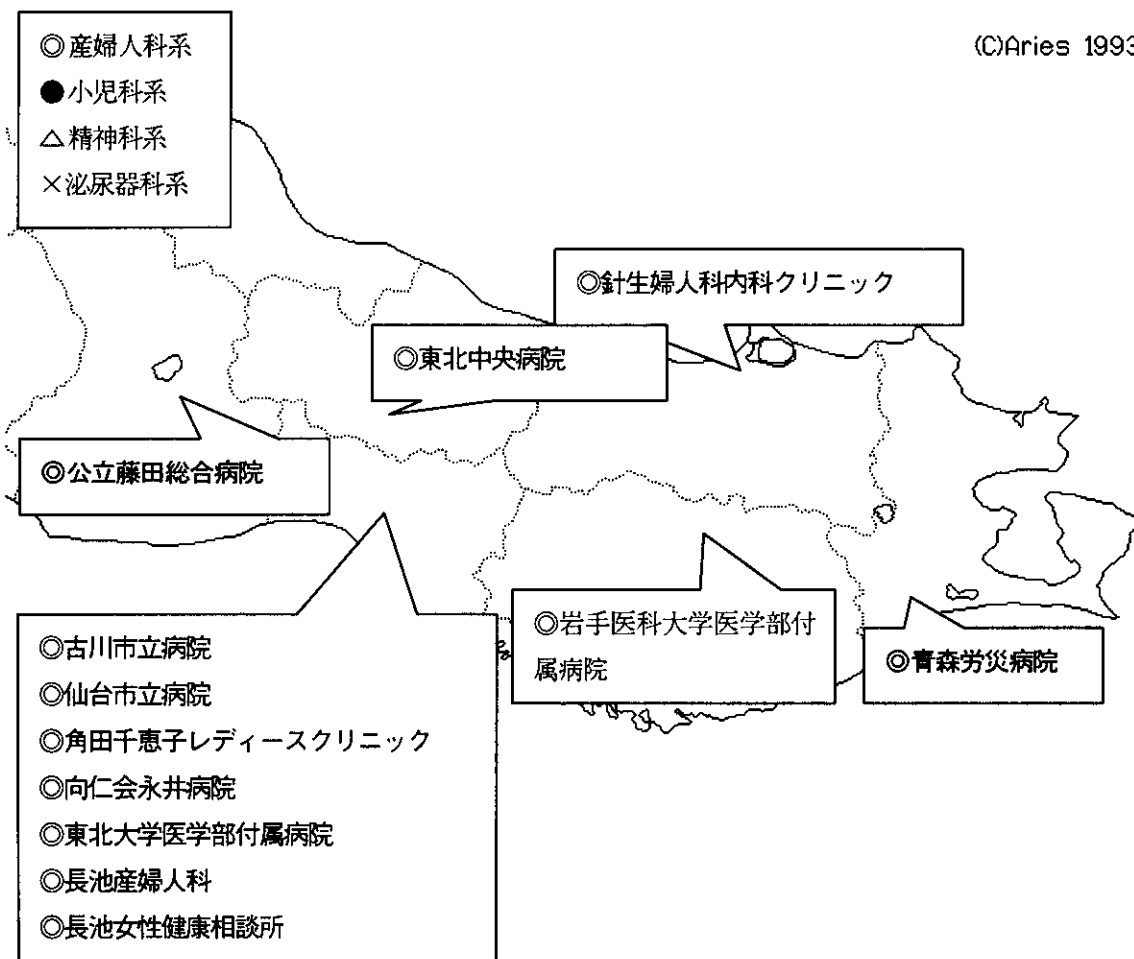 ◎産婦人科系
●小児科系
△精神科系
×泌尿器科系
(C)Aries 1993
◎針生婦人科内科クリニック
◎東北中央病院
◎公立藤田総合病院
◎岩手医科大学医学部付
属病院
◎青森労災病院
◎古川市立病院
◎仙台市立病院
◎角田千恵子レディースクリニック
◎向仁会永井病院
◎東北大学医学部付属病院
◎長池産婦人科
◎長池女性健康相談所